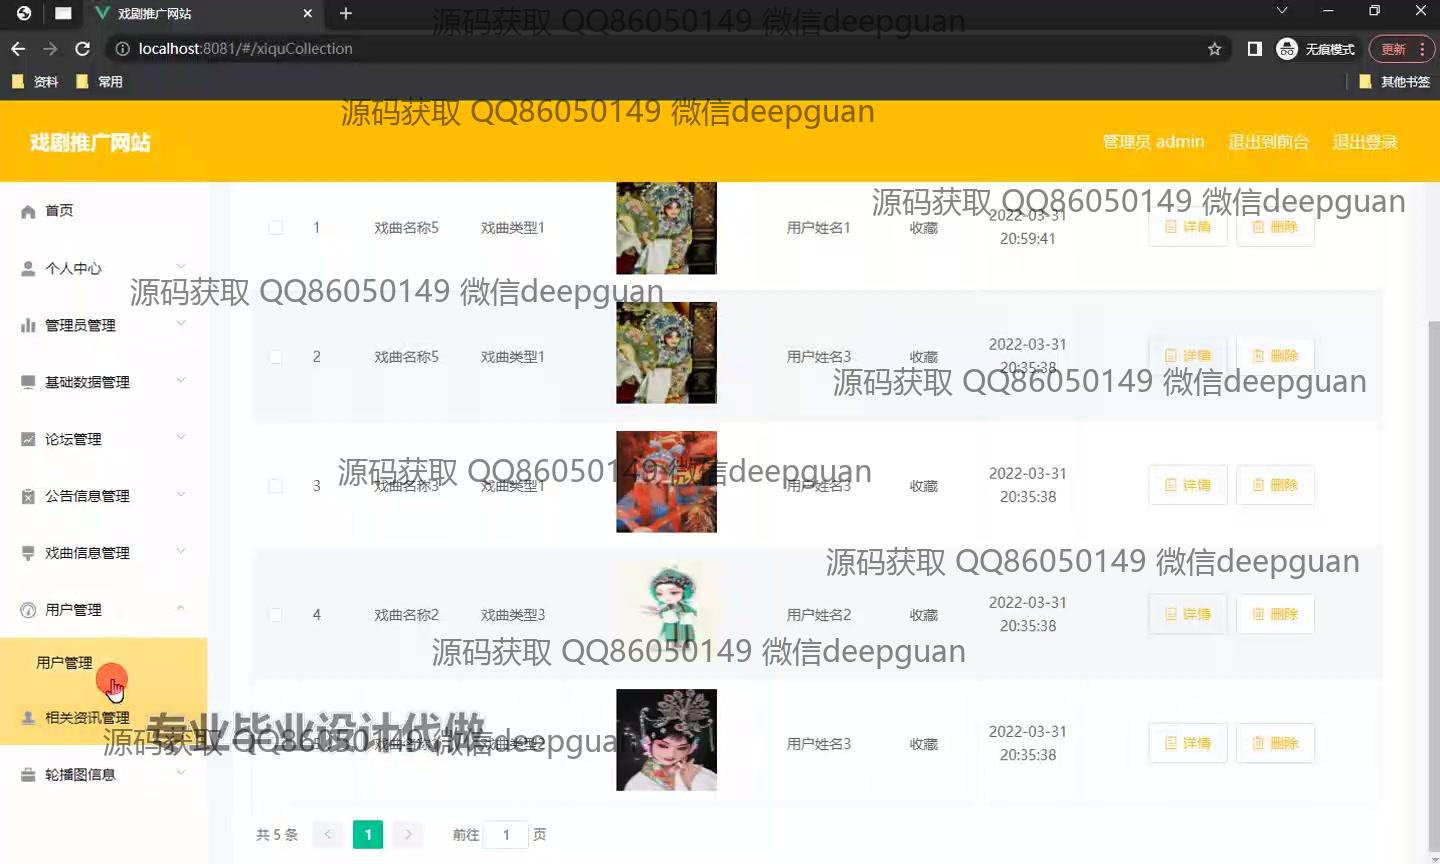 戏剧推广网站
源码获取 QQ86050149 微信deepguan
localhost:8081/#/xiquCollection
无痕模式
更新
资料
常用
其他书签
源码获取 QQ86050149 微信deepguan
戏剧推广网站
管理员 admin
退出到前台
退出登录
源码获取 QQ86050149 微信deepguan
首页
1 戏曲名称5 戏曲类型1 用户姓名1 收藏 2022-03-31 20:59:41 详情 删除
个人中心
源码获取 QQ86050149 微信deepguan
管理员管理
2 戏曲名称5 戏曲类型1 用户姓名3 收藏 2022-03-31 20:35:38 详情 删除
基础数据管理
源码获取 QQ86050149 微信deepguan
论坛管理
源码获取 QQ86050149 微信deepguan
3 戏曲名称3 戏曲类型1 用户姓名3 收藏 2022-03-31 20:35:38 详情 删除
公告信息管理
戏曲信息管理
源码获取 QQ86050149 微信deepguan
用户管理
4 戏曲名称2 戏曲类型3 用户姓名2 收藏 2022-03-31 20:35:38 详情 删除
源码获取 QQ86050149 微信deepguan
用户管理
相关资讯管理
专业毕业设计代做
源码获取 QQ86050149 微信deepguan
戏曲类型2 用户姓名3 收藏 2022-03-31 20:35:38 详情 删除
轮播图信息
共 5 条 1 前往 1 页